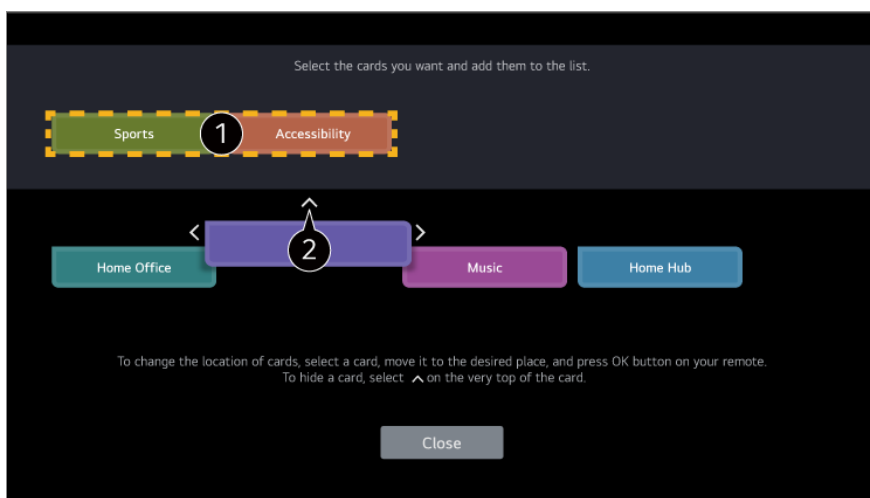 Select the cards you want and add them to the list.
Sports 1 Accessibility
2
Home Office Music Home Hub
To change the location of cards, select a card, move it to the desired place, and press OK button on your remote.
To hide a card, select ^ on the very top of the card.
Close